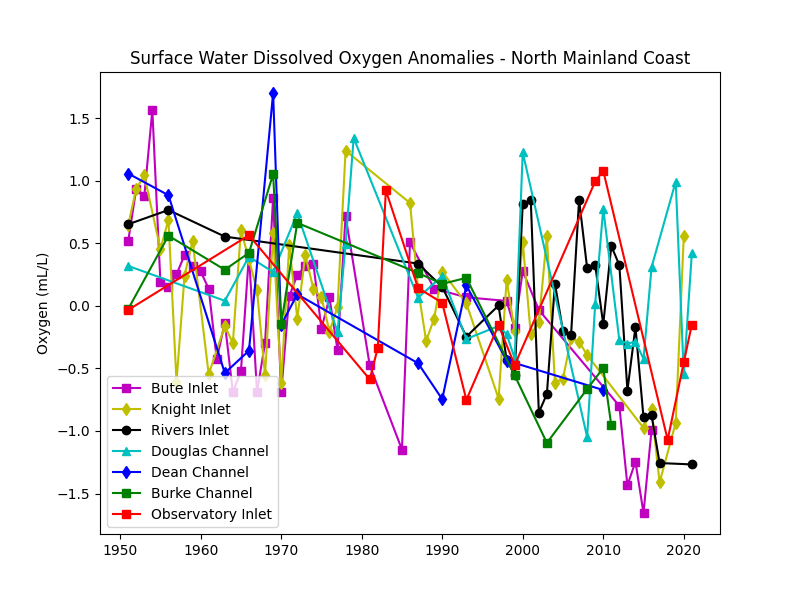 Surface Water Dissolved Oxygen Anomalies - North Mainland Coast
Oxygen (mL/L)
1.5
1.0
0.5
0.0
−0.5
−1.0
−1.5
Bute Inlet
Knight Inlet
Rivers Inlet
Douglas Channel
Dean Channel
Burke Channel
Observatory Inlet
1950 1960 1970 1980 1990 2000 2010 2020